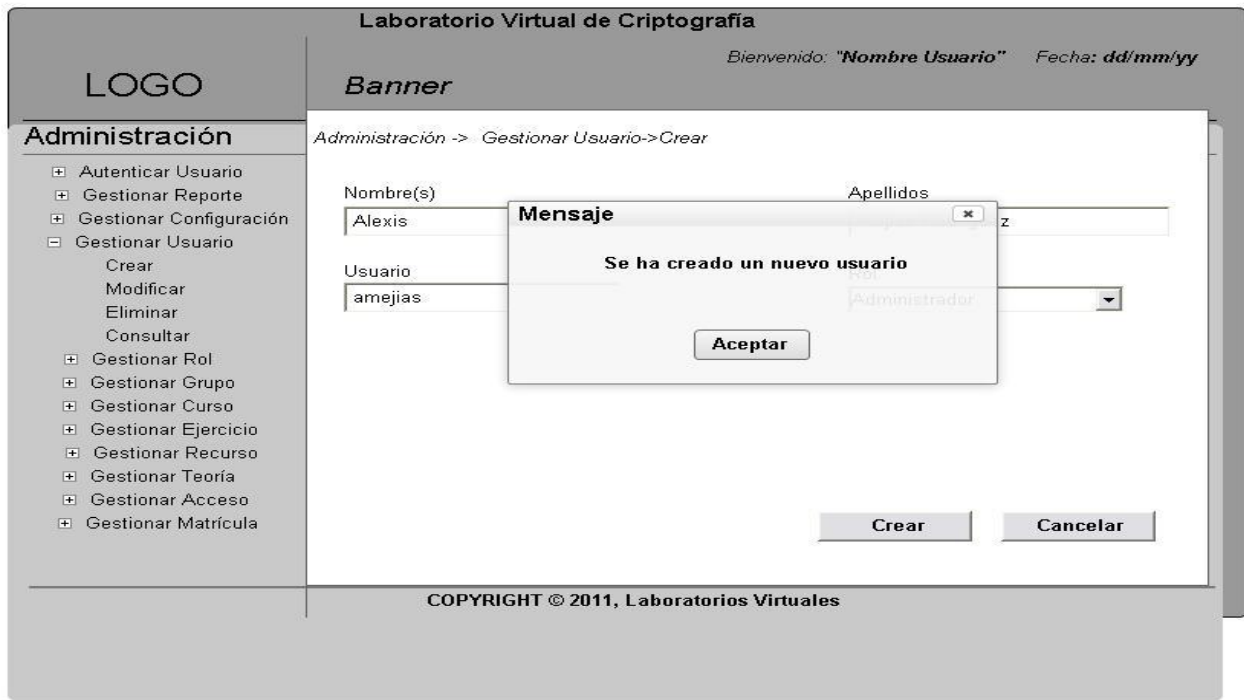 Laboratorio Virtual de Criptografía
Bienvenido: "Nombre Usuario" Fecha: dd/mm/yy
LOGO
Banner
Administración
Administración -> Gestionar Usuario->Crear
Autenticar Usuario
Gestionar Reporte
Gestionar Configuración
Gestionar Usuario
Crear
Modificar
Eliminar
Consultar
Gestionar Rol
Gestionar Grupo
Gestionar Curso
Gestionar Ejercicio
Gestionar Recurso
Gestionar Teoría
Gestionar Acceso
Gestionar Matrícula
Nombre(s)
Apellidos
Alexis
Usuario
Rol
amejias
Administrador
Mensaje
Se ha creado un nuevo usuario
Aceptar
Crear
Cancelar
COPYRIGHT © 2011, Laboratorios Virtuales